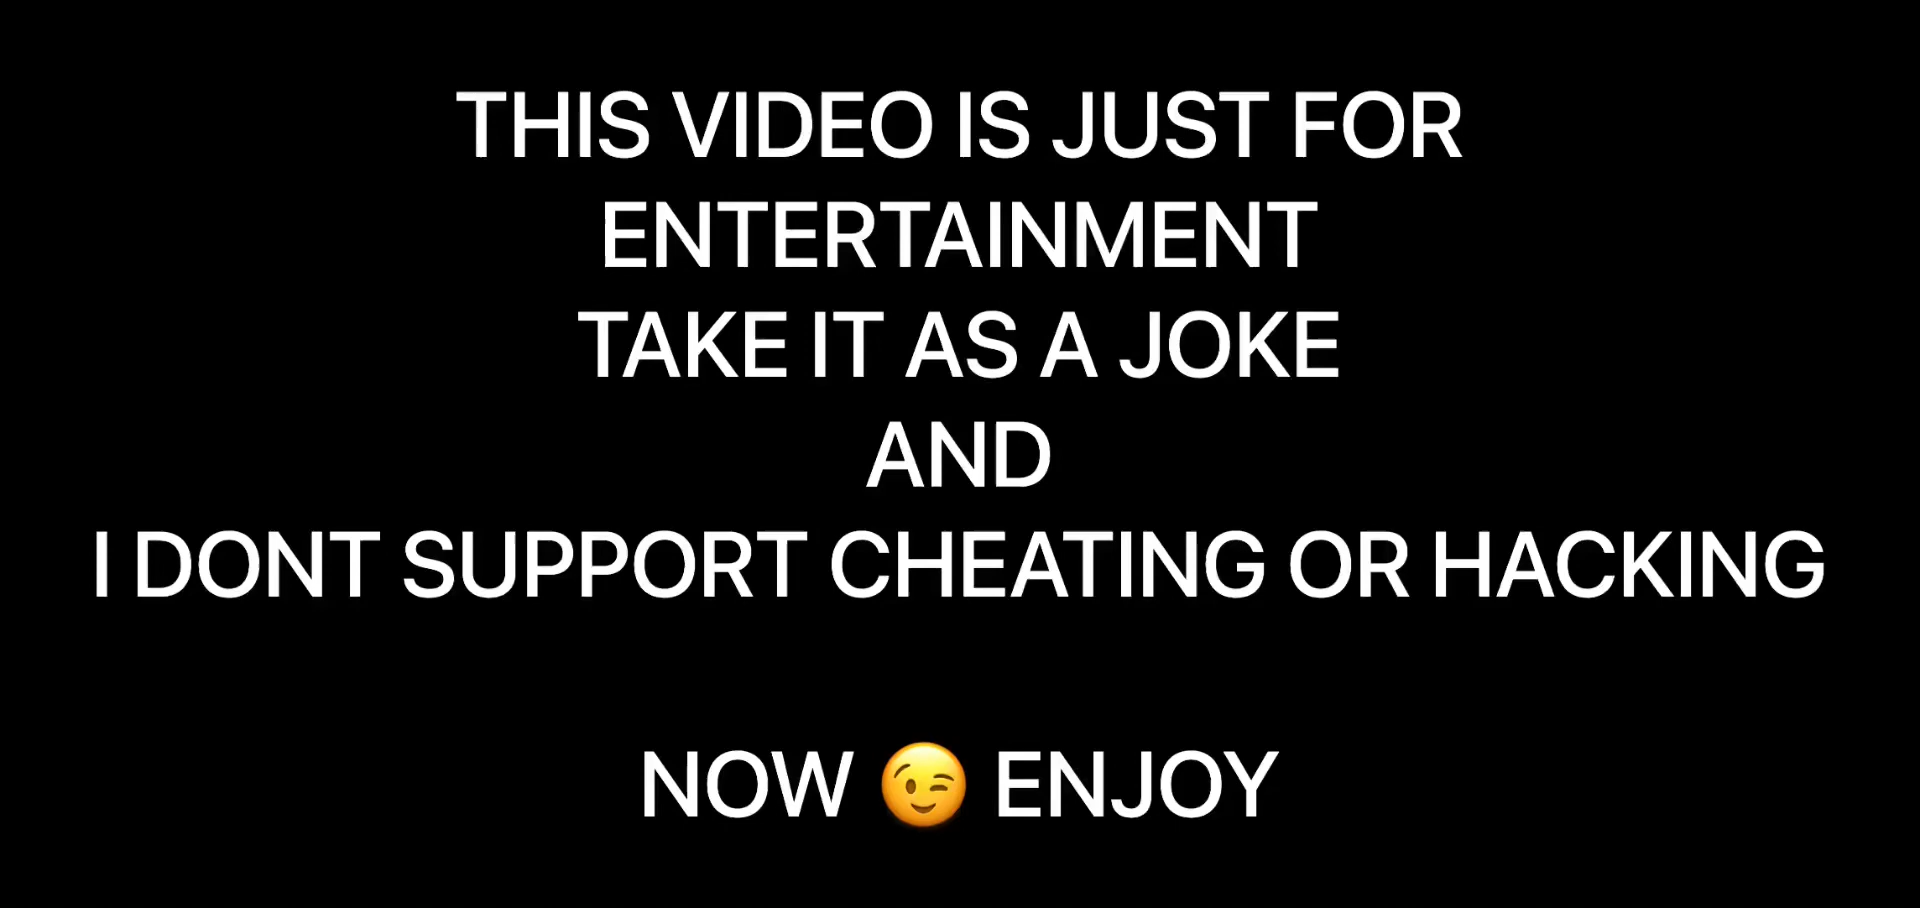 THIS VIDEO IS JUST FOR
ENTERTAINMENT
TAKE IT AS A JOKE
AND
I DONT SUPPORT CHEATING OR HACKING
NOW 😉 ENJOY